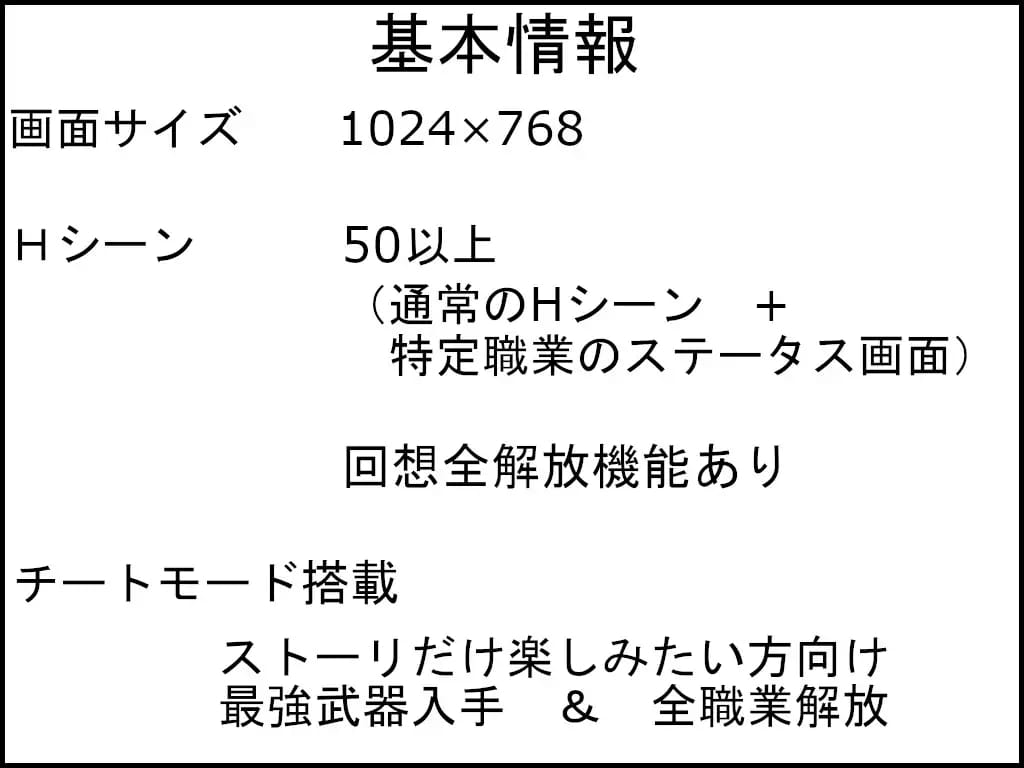 基本情報
画面サイズ　　1024×768
Ｈシーン　　　50以上
（通常のHシーン　+
特定職業のステータス画面）
回想全解放機能あり
チートモード搭載
ストーリだけ楽しみたい方向け
最強武器入手　＆　全職業解放